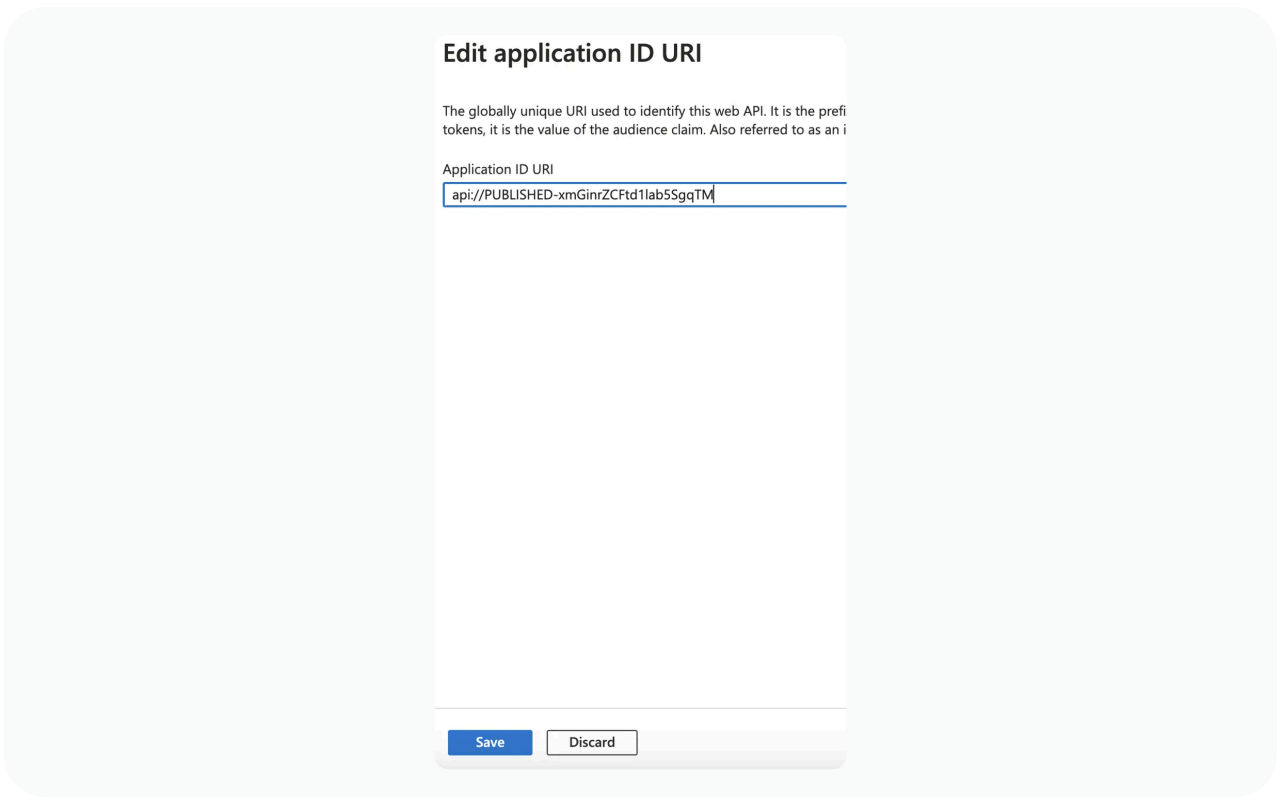 Edit application ID URI
The globally unique URI used to identify this web API. It is the prefi
tokens, it is the value of the audience claim. Also referred to as an i
Application ID URI
api://PUBLISHED-xmGinrZCFtd1lab5SgqTM
Save
Discard